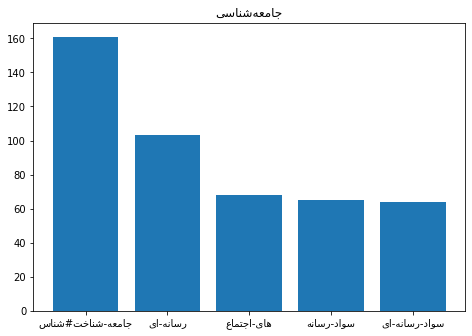 جامعه‌شناسی
160
140
120
100
80
60
40
20
0
جامعه-شناخت#شناس
رسانه-ای
های-اجتماع
سواد-رسانه
سواد-رسانه-ای